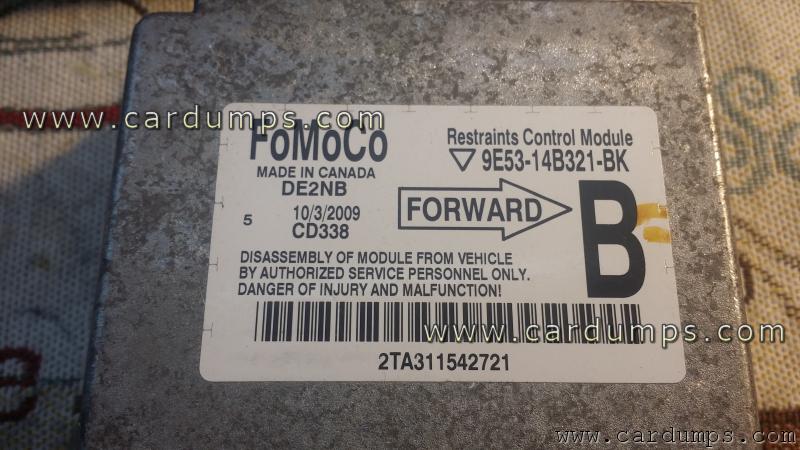 www.cardumps.com
FoMoCo
MADE IN CANADA
DE2NB
5 10/3/2009
CD338
Restraints Control Module
9E53-14B321-BK
FORWARD
B
DISASSEMBLY OF MODULE FROM VEHICLE
BY AUTHORIZED SERVICE PERSONNEL ONLY.
DANGER OF INJURY AND MALFUNCTION!
www.cardumps.com
2TA311542721
www.cardumps.com